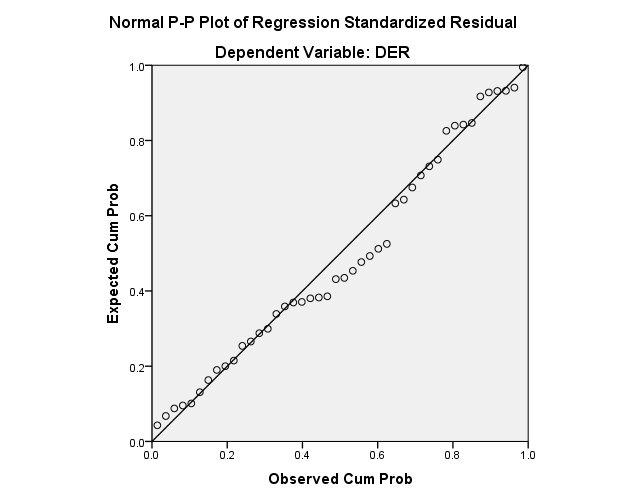 Normal P-P Plot of Regression Standardized Residual
Dependent Variable: DER
1.0
0.8
0.6
0.4
0.2
0.0
Expected Cum Prob
0.0 0.2 0.4 0.6 0.8 1.0
Observed Cum Prob